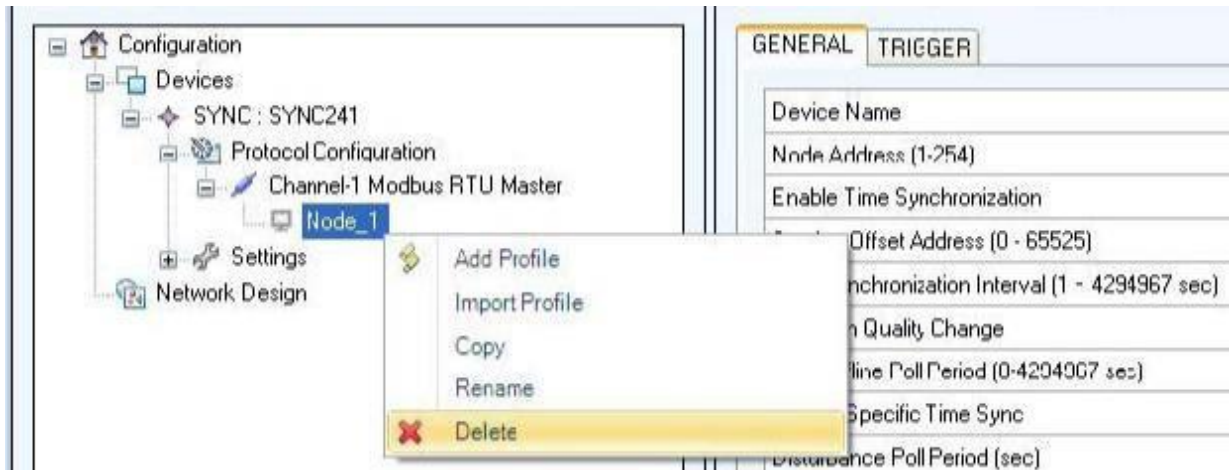 Configuration
Devices
SYNC : SYNC241
Protocol Configuration
Channel-1 Modbus RTU Master
Node_1
Settings
Network Design
Add Profile
Import Profile
Copy
Rename
Delete
GENERAL TRIGGER
Device Name
Node Address (1-254)
Enable Time Synchronization
Offset Address (0 - 65525)
nchronization Interval (1 - 4294967 sec)
Quality Change
line Poll Period (0-4294967 sec)
Specific Time Sync
Disturbance Poll Period (sec)